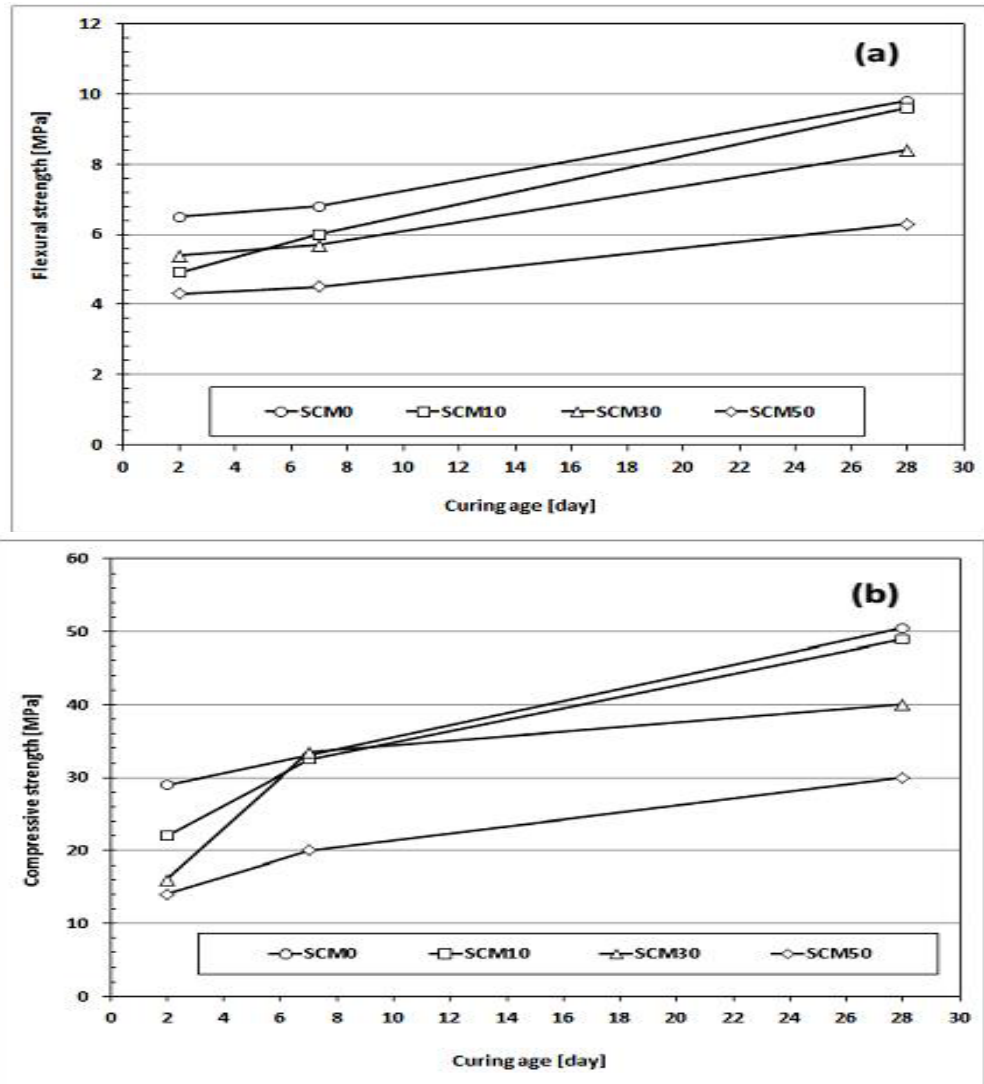 (a)
Flexural strength [MPa]
12
10
8
6
4
2
0
SCM0 SCM10 SCM30 SCM50
0 2 4 6 8 10 12 14 16 18 20 22 24 26 28 30
Curing age [day]
(b)
Compressive strength [MPa]
60
50
40
30
20
10
0
SCM0 SCM10 SCM30 SCM50
0 2 4 6 8 10 12 14 16 18 20 22 24 26 28 30
Curing age [day]